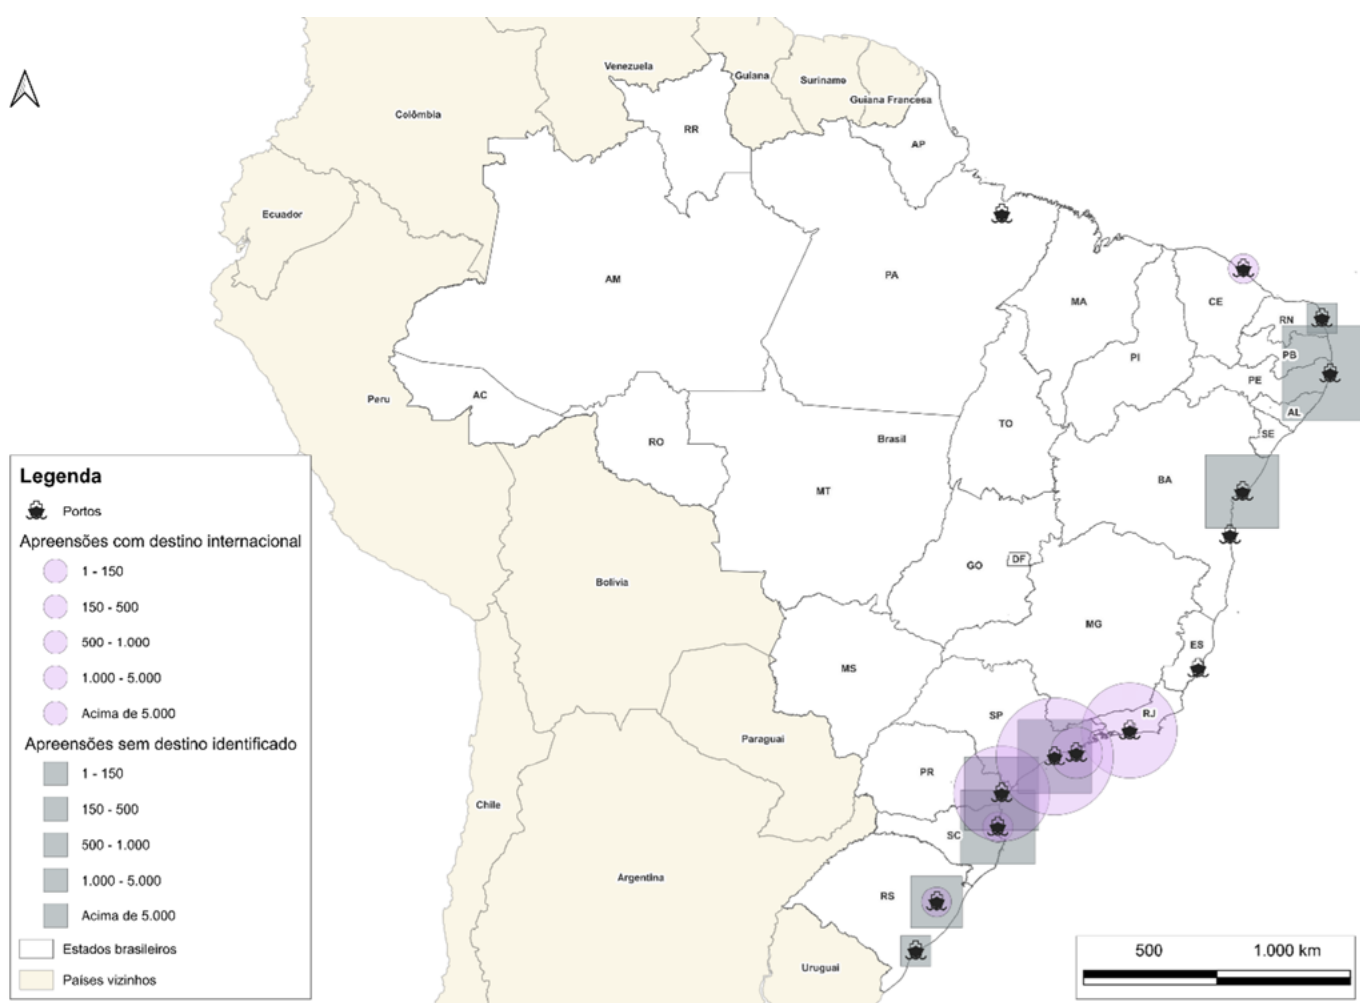 Venezuela
Guiana
Suriname
Guiana Francesa
Colômbia
RR
AP
Ecuador
AM
PA
MA
CE
RN
PI
PB
PE
AL
SE
Peru
AC
RO
TO
Brasil
BA
MT
GO
DF
Bolívia
MG
ES
MS
SP
RJ
Paraguai
PR
Chile
SC
Argentina
RS
Uruguai
Legenda
Portos
Apreensões com destino internacional
1 - 150
150 - 500
500 - 1.000
1.000 - 5.000
Acima de 5.000
Apreensões sem destino identificado
1 - 150
150 - 500
500 - 1.000
1.000 - 5.000
Acima de 5.000
Estados brasileiros
Países vizinhos
500 1.000 km